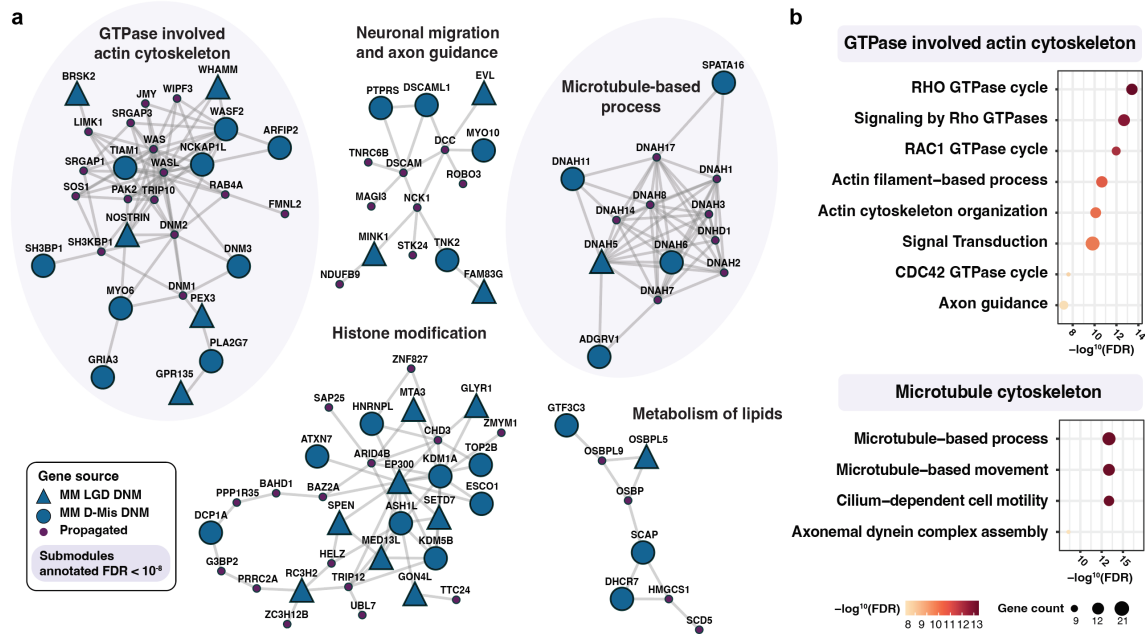 a
GTPase involved
actin cytoskeleton
BRSK2
WHAMM
WIPF3
JMY
SRGAP3
WASF2
LIMK1
ARFIP2
WAS
NCKAP1L
TIAM1
SRGAP1
WASL
SOS1
PAK2
TRIP10
RAB4A
FMNL2
NOSTRIN
DNM2
SH3BP1
SH3KBP1
DNM3
MYO6
DNM1
PEX3
GRIA3
PLA2G7
GPR135
Neuronal migration
and axon guidance
PTPRS
DSCAML1
EVL
DCC
MYO10
TNRC6B
DSCAM
ROBO3
MAGI3
NCK1
MINK1
STK24
TNK2
NDUFB9
FAM83G
Microtubule-based
process
SPATA16
DNAH17
DNAH11
DNAH1
DNAH8
DNAH3
DNAH14
DNHD1
DNAH5
DNAH6
DNAH2
DNAH7
ADGRV1
Histone modification
ZNF827
SAP25
HNRNPL
MTA3
GLYR1
ZMYM1
CHD3
ATXN7
ARID4B
TOP2B
KDM1A
EP300
ESCO1
BAHD1
BAZ2A
PPP1R35
SETD7
DCP1A
SPEN
ASH1L
MED13L
KDM5B
HELZ
G3BP2
PRRC2A
RC3H2
TRIP12
GON4L
TTC24
ZC3H12B
UBL7
Metabolism of lipids
GTF3C3
OSBPL5
OSBPL9
OSBP
SCAP
DHCR7
HMGCS1
SCD5
Gene source
MM LGD DNM
MM D-Mis DNM
Propagated
Submodules
annotated FDR < 10⁻⁸
b
GTPase involved actin cytoskeleton
RHO GTPase cycle
Signaling by Rho GTPases
RAC1 GTPase cycle
Actin filament–based process
Actin cytoskeleton organization
Signal Transduction
CDC42 GTPase cycle
Axon guidance
8 10 12 14
−log¹⁰(FDR)
Microtubule cytoskeleton
Microtubule–based process
Microtubule–based movement
Cilium–dependent cell motility
Axonemal dynein complex assembly
10 12 15
−log¹⁰(FDR)
−log¹⁰(FDR)
8 9 10 11 12 13
Gene count
9 12 21